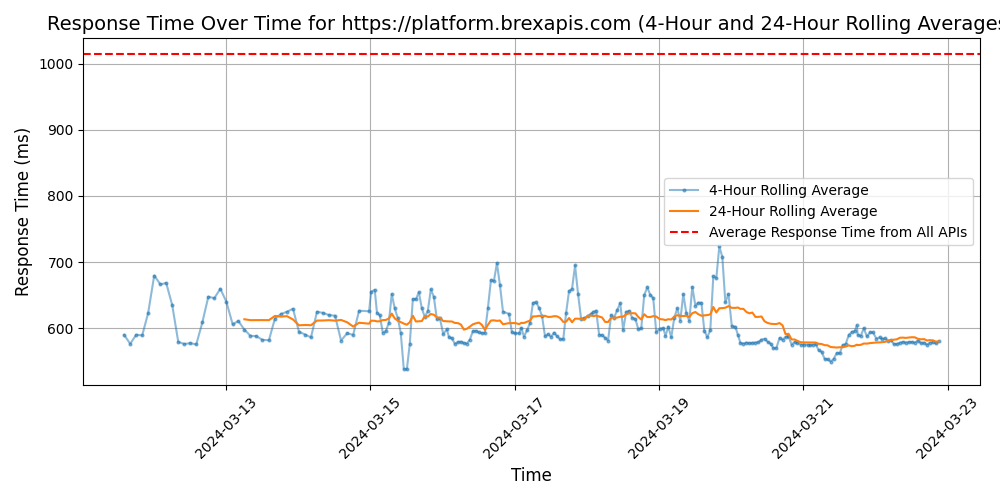 Response Time Over Time for https://platform.brexapis.com (4-Hour and 24-Hour Rolling Averages
1000
900
800
700
600
Response Time (ms)
4-Hour Rolling Average
24-Hour Rolling Average
Average Response Time from All APIs
2024-03-13
2024-03-15
2024-03-17
2024-03-19
2024-03-21
2024-03-23
Time